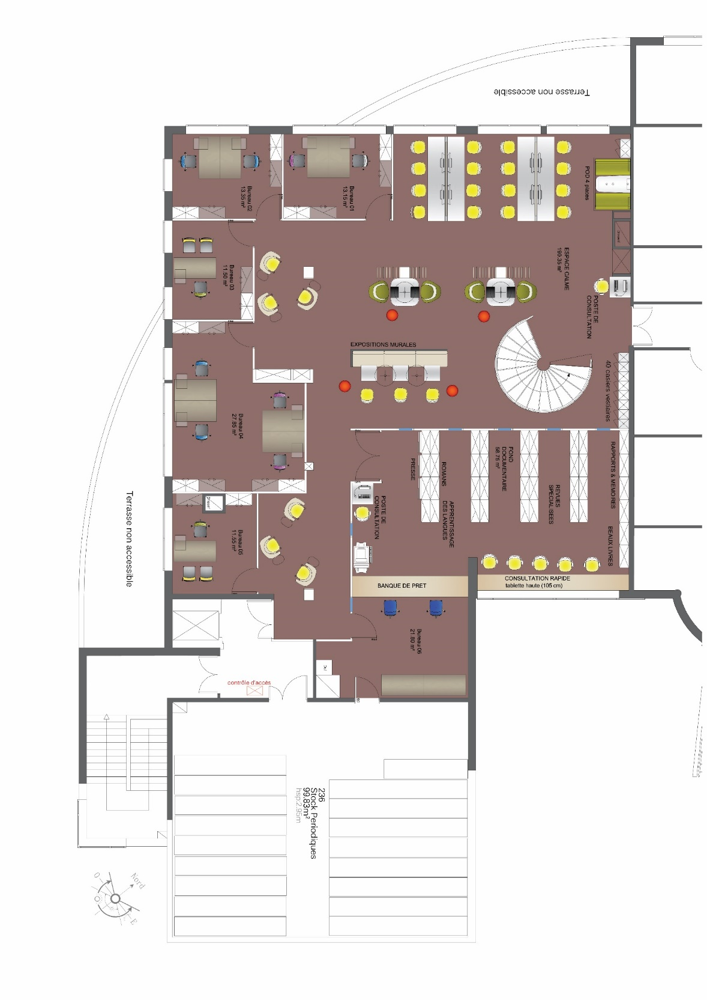 Terrasse non accessible
Bureau 02
13.35 m²
Bureau 01
13.15 m²
POD 4 places
Bureau 03
11.50 m²
ESPACE CALME
190.35 m²
POSTE DE
CONSULTATION
EXPOSITIONS MURALES
40 casiers vestiaires
Bureau 04
27.85 m²
PRESSE
ROMANS
FOND
DOCUMENTAIRE
58.75 m²
REVUES
SPECIALISEES
RAPPORTS & MEMOIRES
POSTE DE
CONSULTATION
APPRENTISSAGE
DES LANGUES
BEAUX LIVRES
Terrasse non accessible
Bureau 05
11.55 m²
BANQUE DE PRET
CONSULTATION RAPIDE
tablette haute (105 cm)
Bureau 06
21.80 m²
contrôle d'accès
236
Stock Periodiques
99.83m²
hsp:2.95m
Nord
O
E